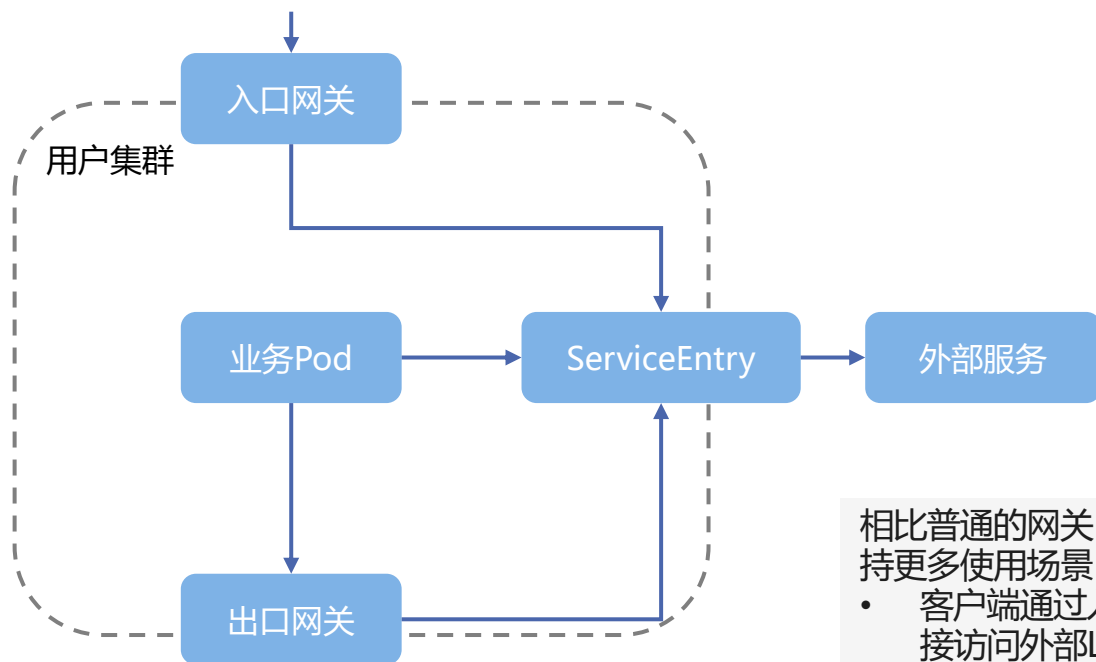 入口网关
用户集群
业务Pod
ServiceEntry
外部服务
出口网关
相比普通的网关
持更多使用场景
• 客户端通过
接访问外部